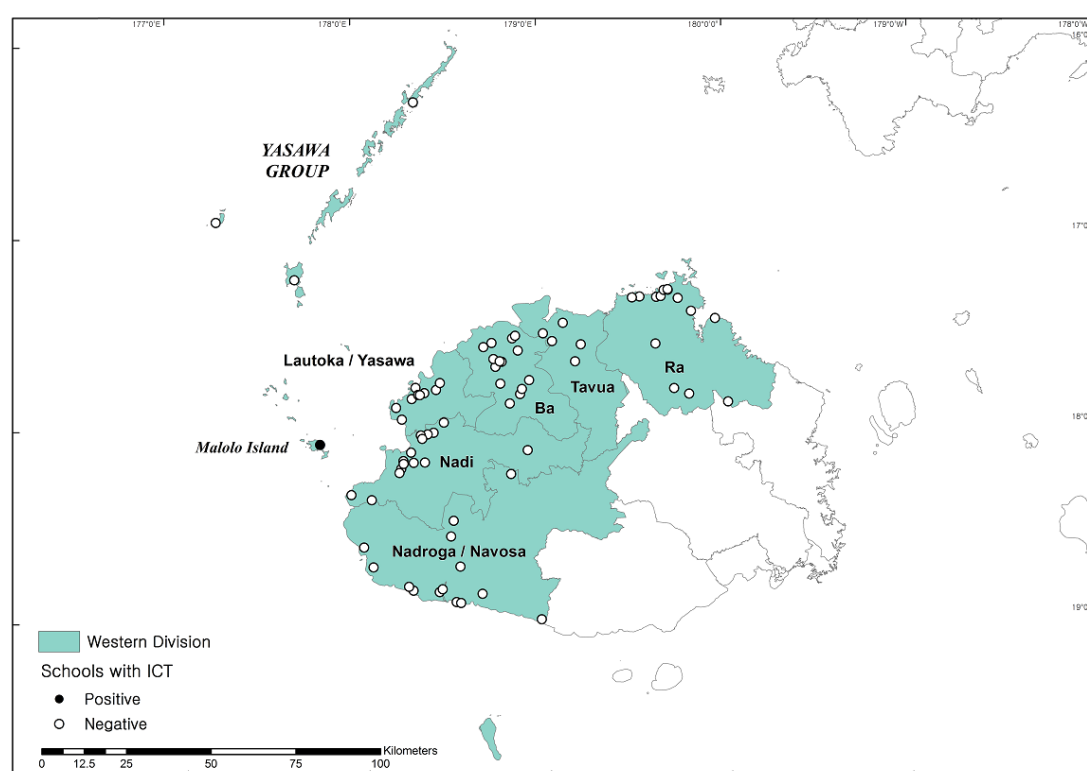 177°0'E 178°0'E 179°0'E 180°0'E 179°0'W 178°0'W
16°0
YASAWA
GROUP
17°0
Lautoka / Yasawa
Ra
Tavua
Ba
18°0
Malolo Island
Nadi
Nadroga / Navosa
19°0
Western Division
Schools with ICT
Positive
Negative
Kilometers
0 12.5 25 50 75 100